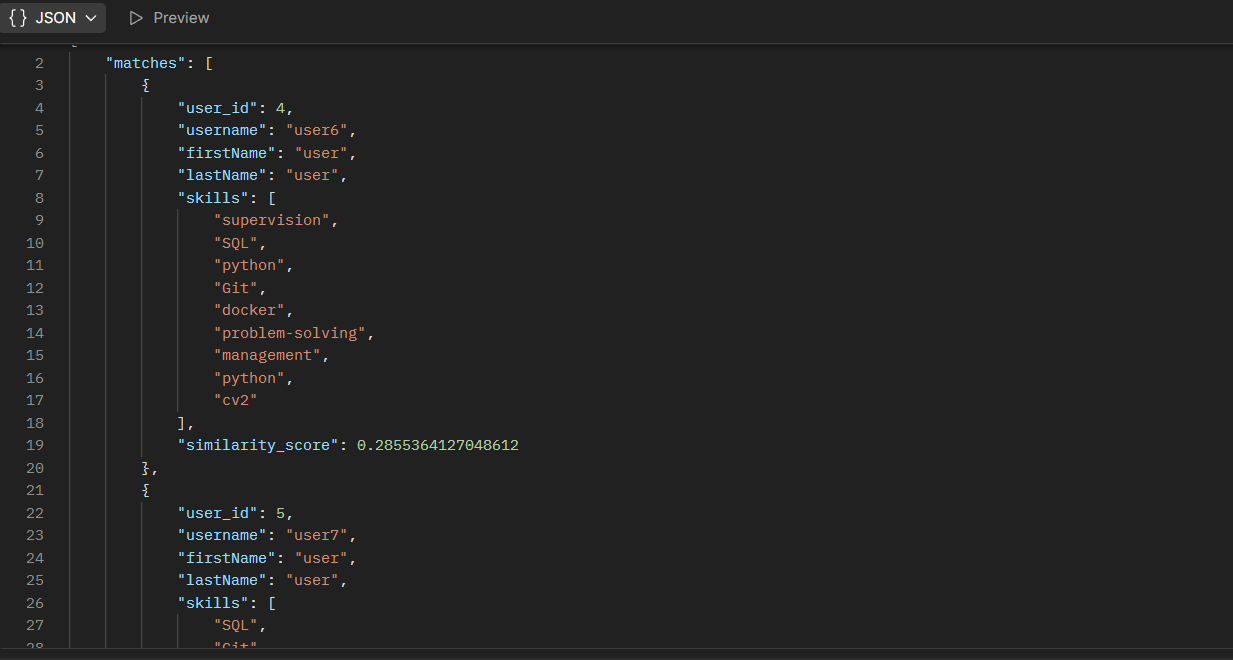 {} JSON Preview
2 "matches": [
3 {
4 "user_id": 4,
5 "username": "user6",
6 "firstName": "user",
7 "lastName": "user",
8 "skills": [
9 "supervision",
10 "SQL",
11 "python",
12 "Git",
13 "docker",
14 "problem-solving",
15 "management",
16 "python",
17 "cv2"
18 ],
19 "similarity_score": 0.2855364127048612
20 },
21 {
22 "user_id": 5,
23 "username": "user7",
24 "firstName": "user",
25 "lastName": "user",
26 "skills": [
27 "SQL",
28 "Git"